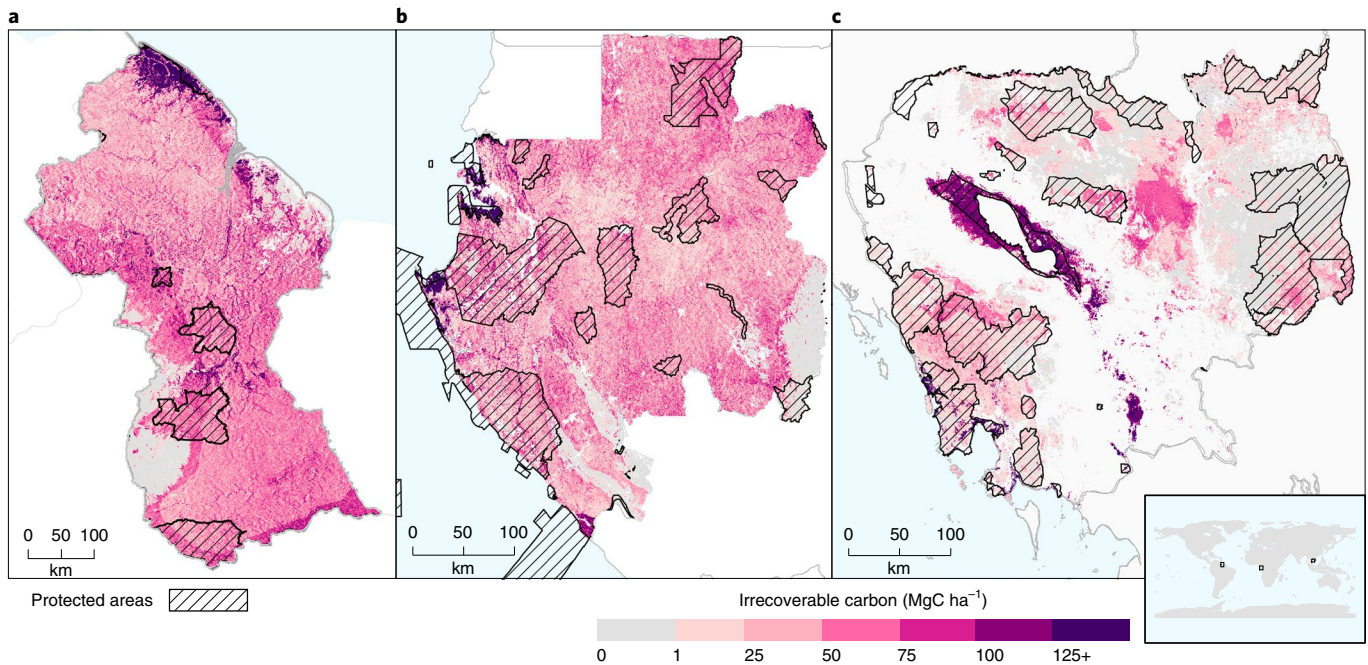 a
b
c
0 50 100
km
0 50 100
km
0 50 100
km
Protected areas
Irrecoverable carbon (MgC ha⁻¹)
0 1 25 50 75 100 125+